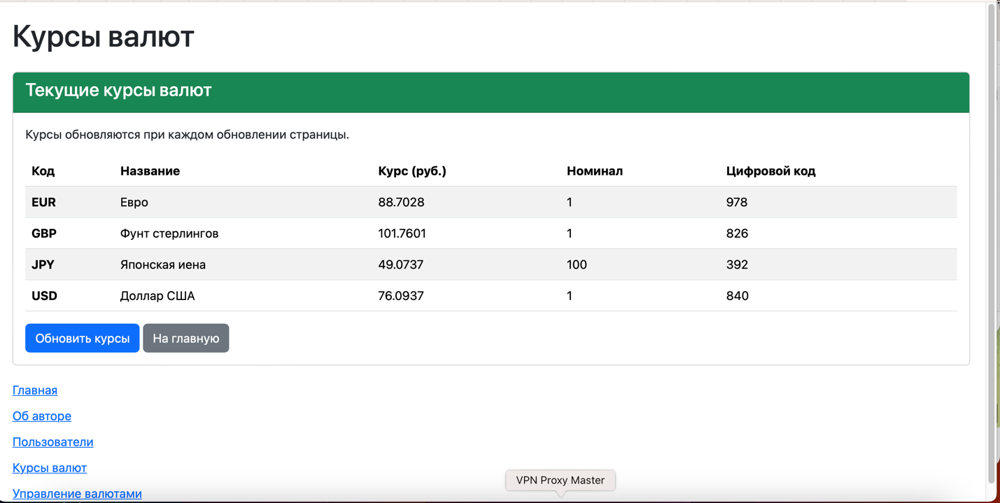 Курсы валют
Текущие курсы валют
Курсы обновляются при каждом обновлении страницы.
Код Название Курс (руб.) Номинал Цифровой код
EUR Евро 88.7028 1 978
GBP Фунт стерлингов 101.7601 1 826
JPY Японская иена 49.0737 100 392
USD Доллар США 76.0937 1 840
Обновить курсы На главную
Главная
Об авторе
Пользователи
Курсы валют
VPN Proxy Master
Управление валютами